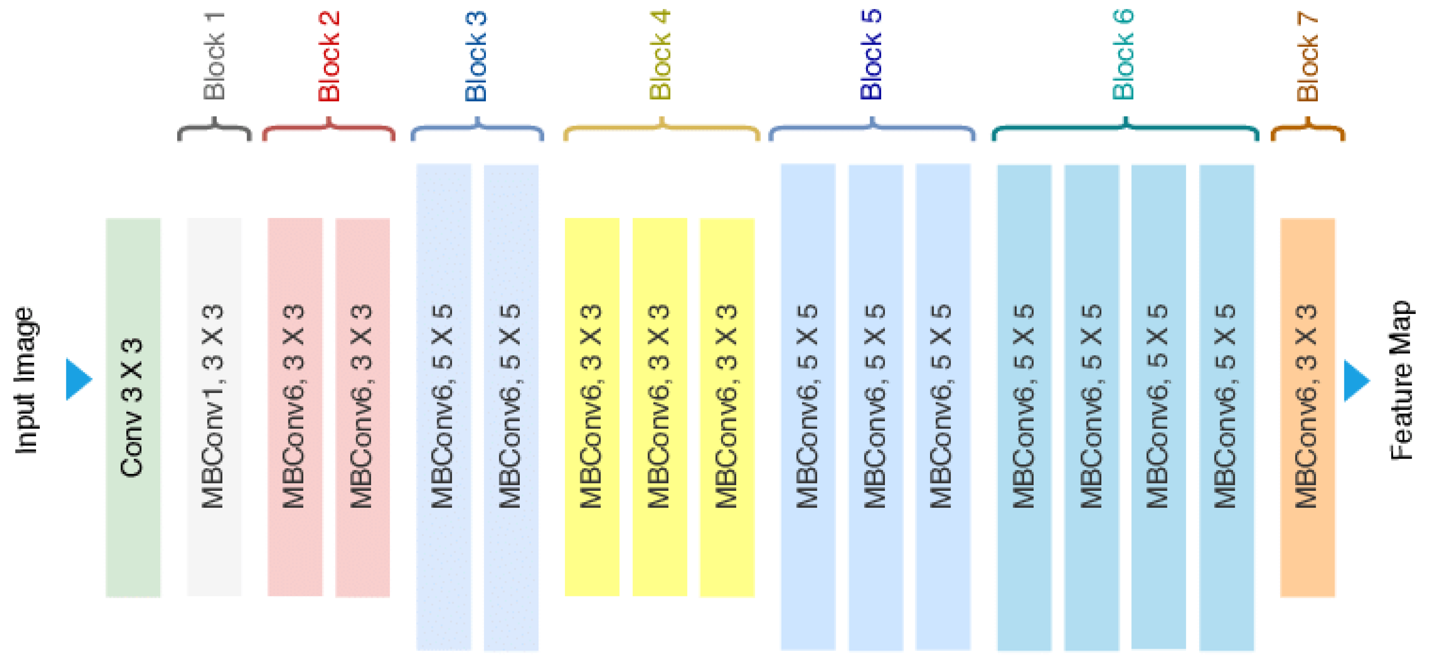 Block 1
Block 2
Block 3
Block 4
Block 5
Block 6
Block 7
Input Image
Conv 3 X 3
MBConv1, 3 X 3
MBConv6, 3 X 3
MBConv6, 3 X 3
MBConv6, 5 X 5
MBConv6, 5 X 5
MBConv6, 3 X 3
MBConv6, 3 X 3
MBConv6, 3 X 3
MBConv6, 5 X 5
MBConv6, 5 X 5
MBConv6, 5 X 5
MBConv6, 5 X 5
MBConv6, 5 X 5
MBConv6, 5 X 5
MBConv6, 5 X 5
MBConv6, 3 X 3
Feature Map